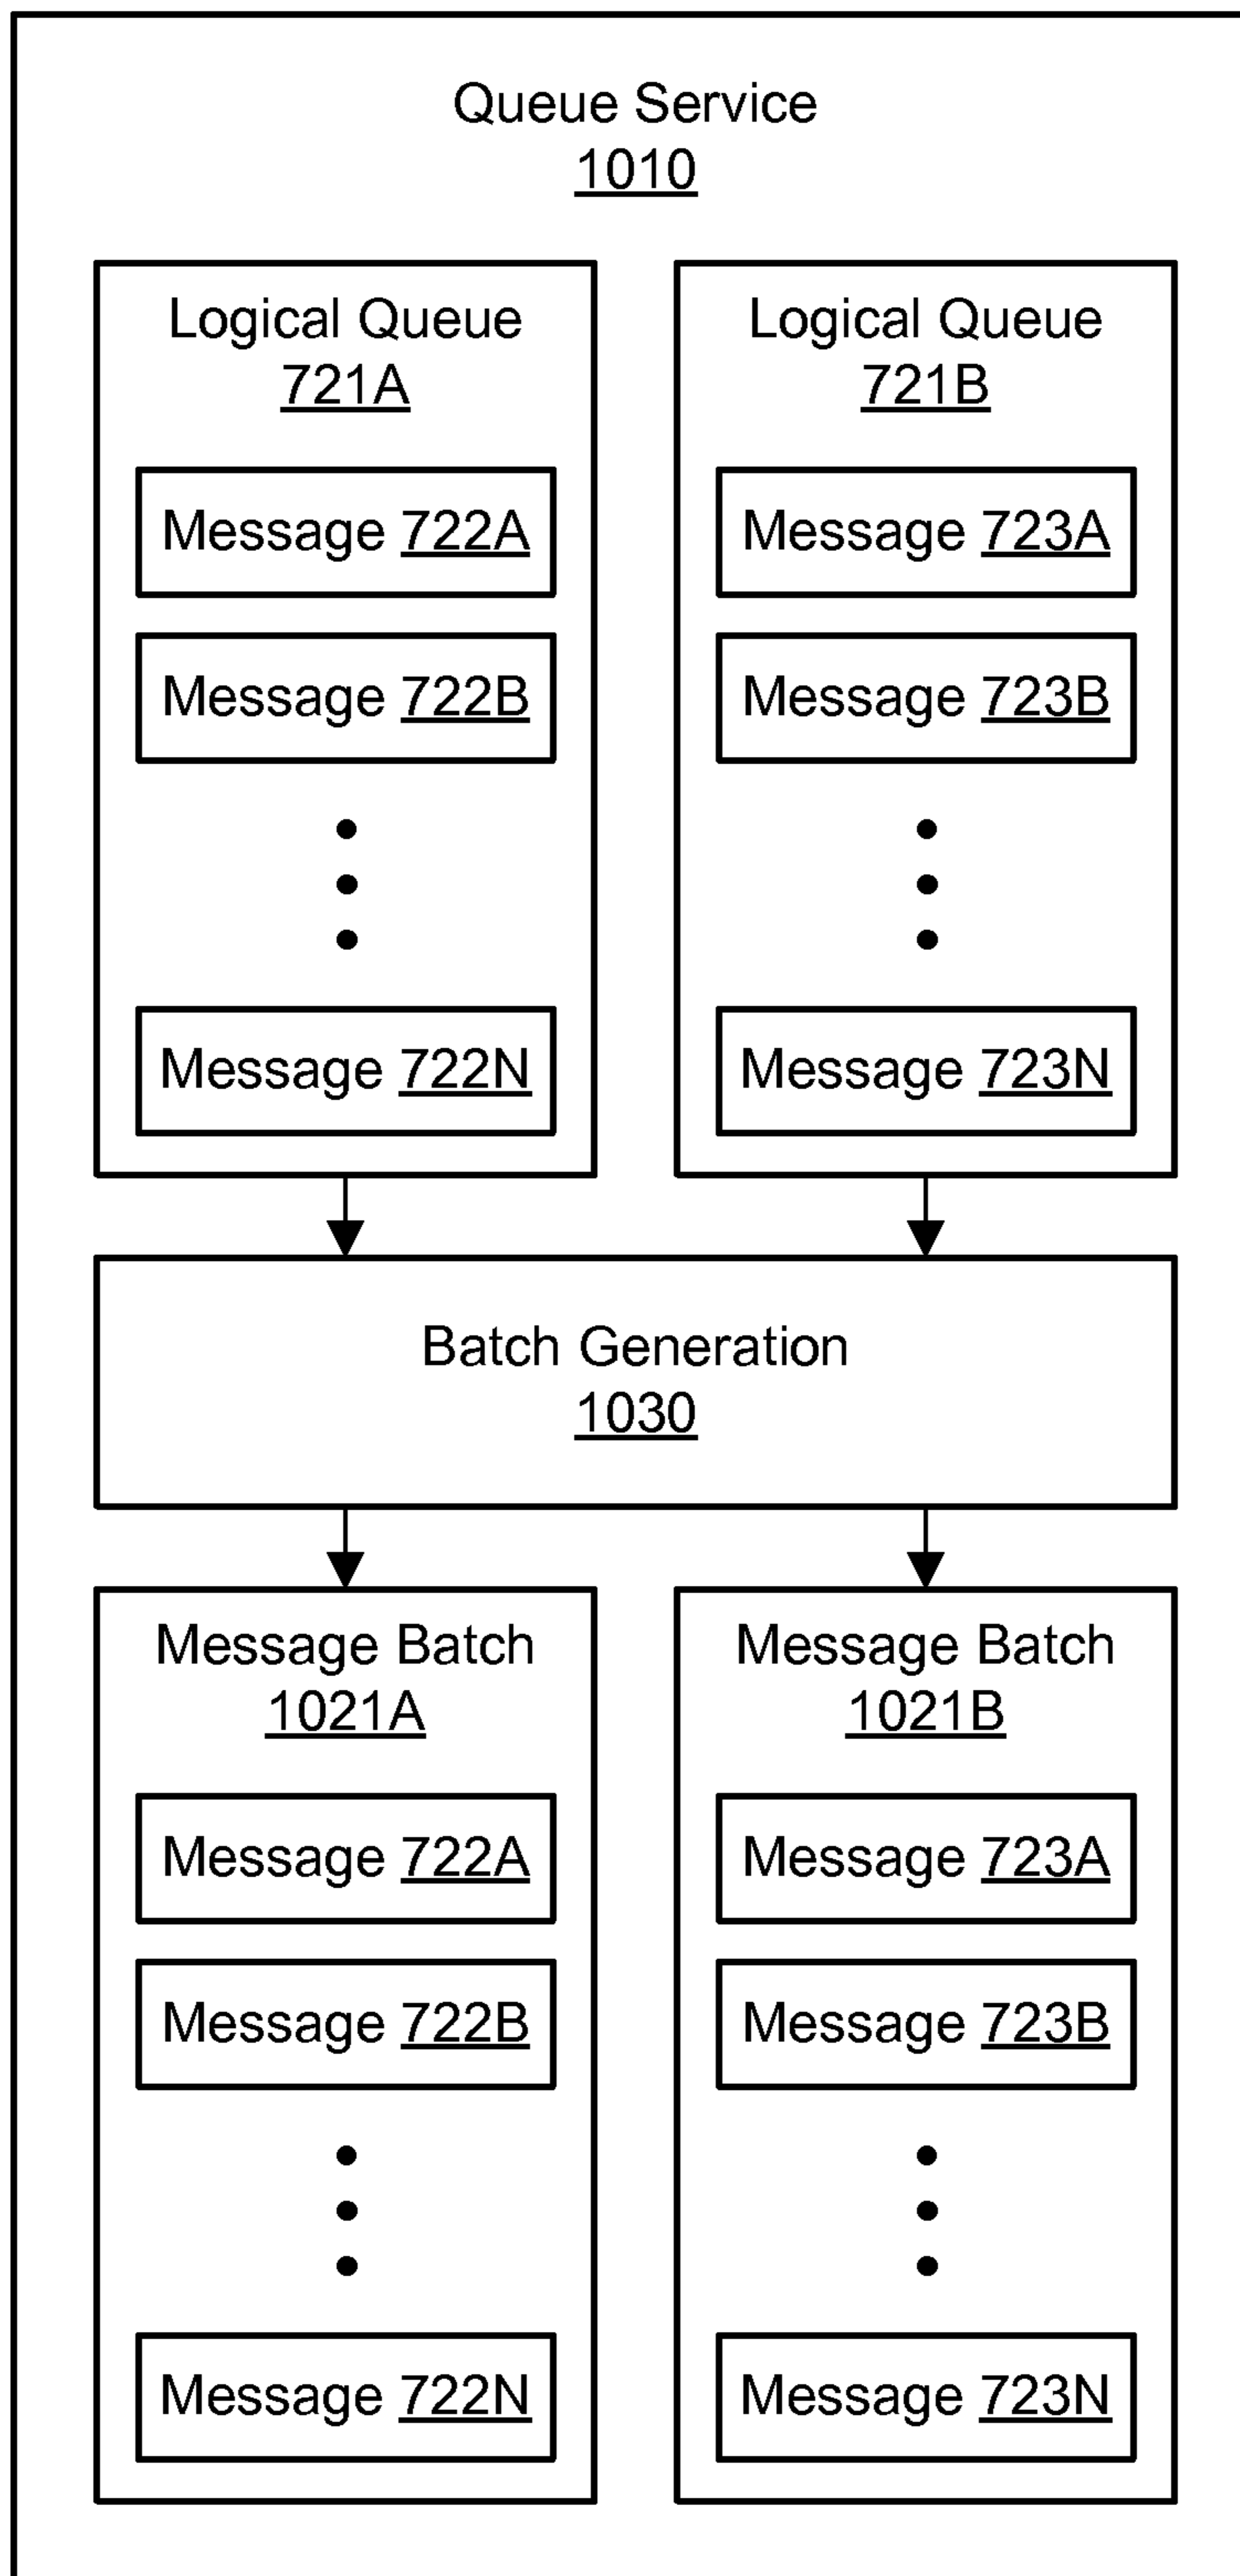 Queue Service
1010
Logical Queue
721A
Message 722A
Message 722B
Message 722N
Logical Queue
721B
Message 723A
Message 723B
Message 723N
Batch Generation
1030
Message Batch
1021A
Message 722A
Message 722B
Message 722N
Message Batch
1021B
Message 723A
Message 723B
Message 723N